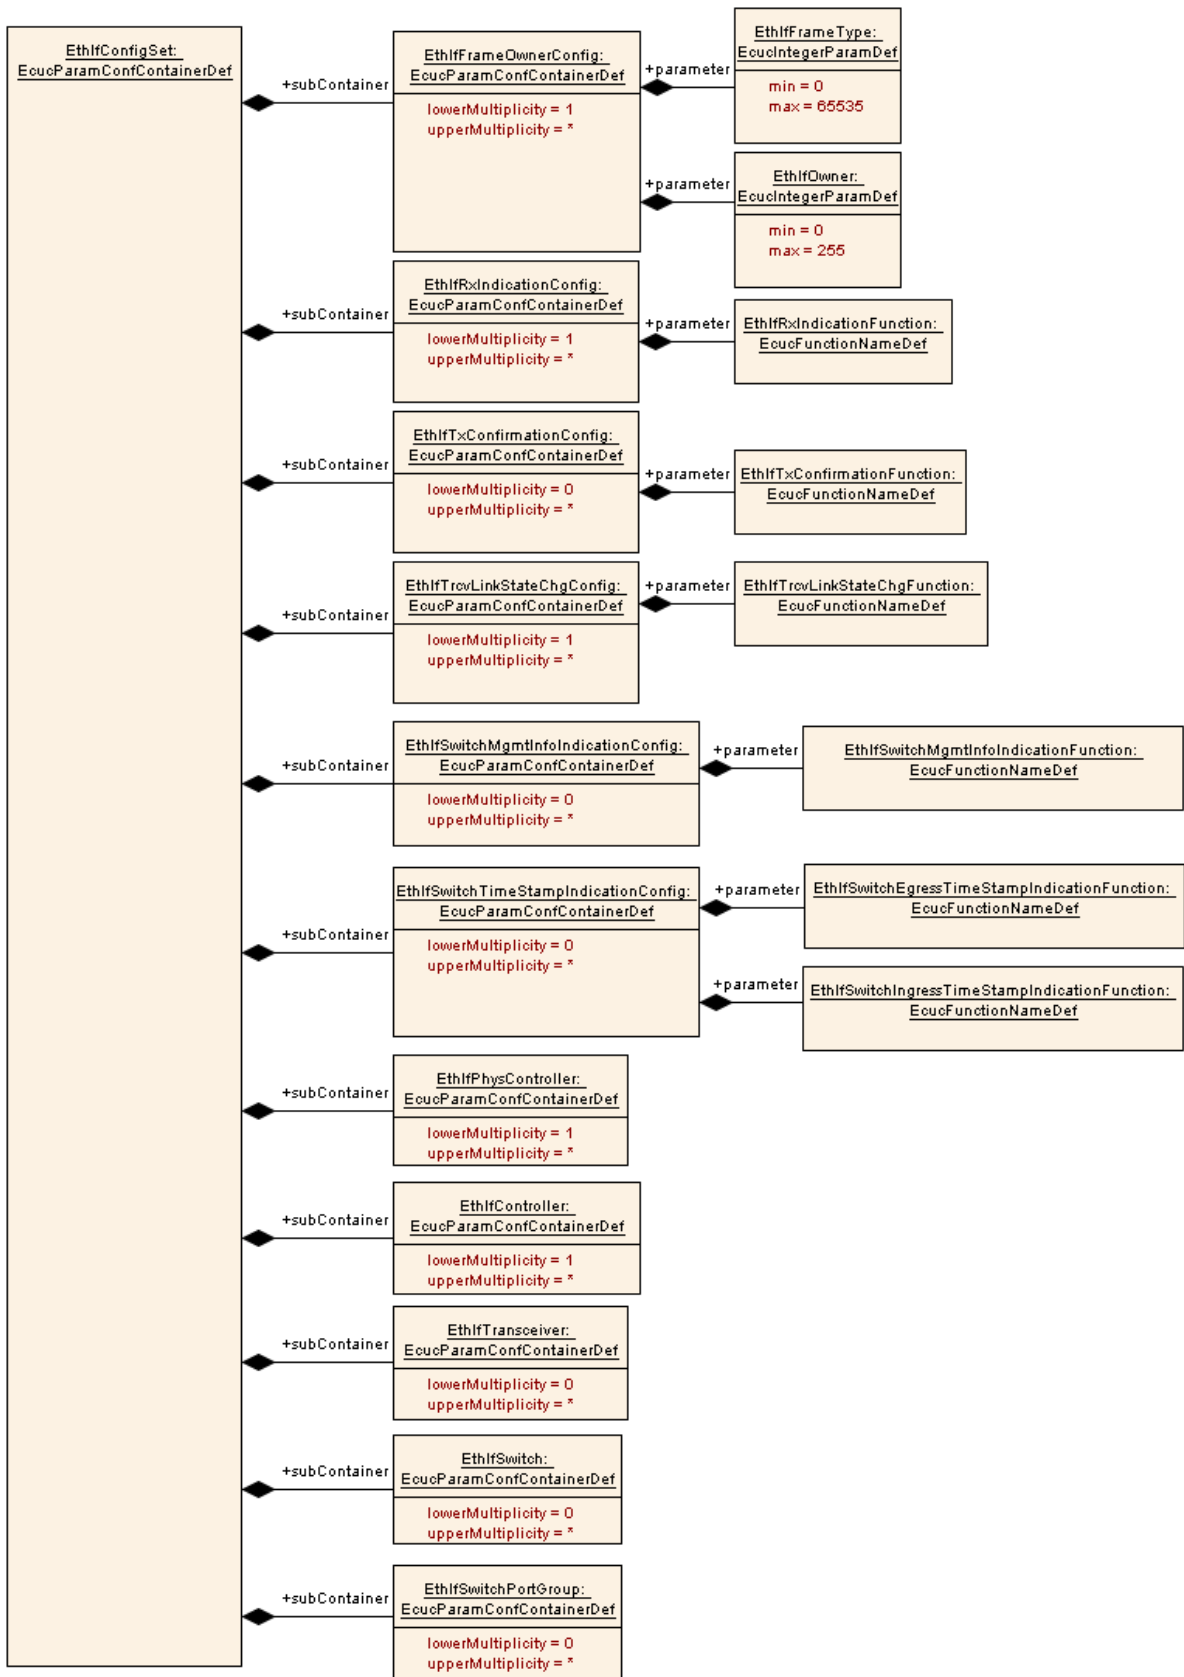 EthIfConfigSet:
EcucParamConfContainerDef
+subContainer
EthIfFrameOwnerConfig:
EcucParamConfContainerDef
lowerMultiplicity = 1
upperMultiplicity = *
+parameter
EthIfFrameType:
EcucIntegerParamDef
min = 0
max = 65535
+parameter
EthIfOwner:
EcucIntegerParamDef
min = 0
max = 255
+subContainer
EthIfRxIndicationConfig:
EcucParamConfContainerDef
lowerMultiplicity = 1
upperMultiplicity = *
+parameter
EthIfRxIndicationFunction:
EcucFunctionNameDef
+subContainer
EthIfTxConfirmationConfig:
EcucParamConfContainerDef
lowerMultiplicity = 0
upperMultiplicity = *
+parameter
EthIfTxConfirmationFunction:
EcucFunctionNameDef
+subContainer
EthIfTrcvLinkStateChgConfig:
EcucParamConfContainerDef
lowerMultiplicity = 1
upperMultiplicity = *
+parameter
EthIfTrcvLinkStateChgFunction:
EcucFunctionNameDef
+subContainer
EthIfSwitchMgmtInfoIndicationConfig:
EcucParamConfContainerDef
lowerMultiplicity = 0
upperMultiplicity = *
+parameter
EthIfSwitchMgmtInfoIndicationFunction:
EcucFunctionNameDef
+subContainer
EthIfSwitchTimeStampIndicationConfig:
EcucParamConfContainerDef
lowerMultiplicity = 0
upperMultiplicity = *
+parameter
EthIfSwitchEgressTimeStampIndicationFunction:
EcucFunctionNameDef
+parameter
EthIfSwitchIngressTimeStampIndicationFunction:
EcucFunctionNameDef
+subContainer
EthIfPhysController:
EcucParamConfContainerDef
lowerMultiplicity = 1
upperMultiplicity = *
+subContainer
EthIfController:
EcucParamConfContainerDef
lowerMultiplicity = 1
upperMultiplicity = *
+subContainer
EthIfTransceiver:
EcucParamConfContainerDef
lowerMultiplicity = 0
upperMultiplicity = *
+subContainer
EthIfSwitch:
EcucParamConfContainerDef
lowerMultiplicity = 0
upperMultiplicity = *
+subContainer
EthIfSwitchPortGroup:
EcucParamConfContainerDef
lowerMultiplicity = 0
upperMultiplicity = *